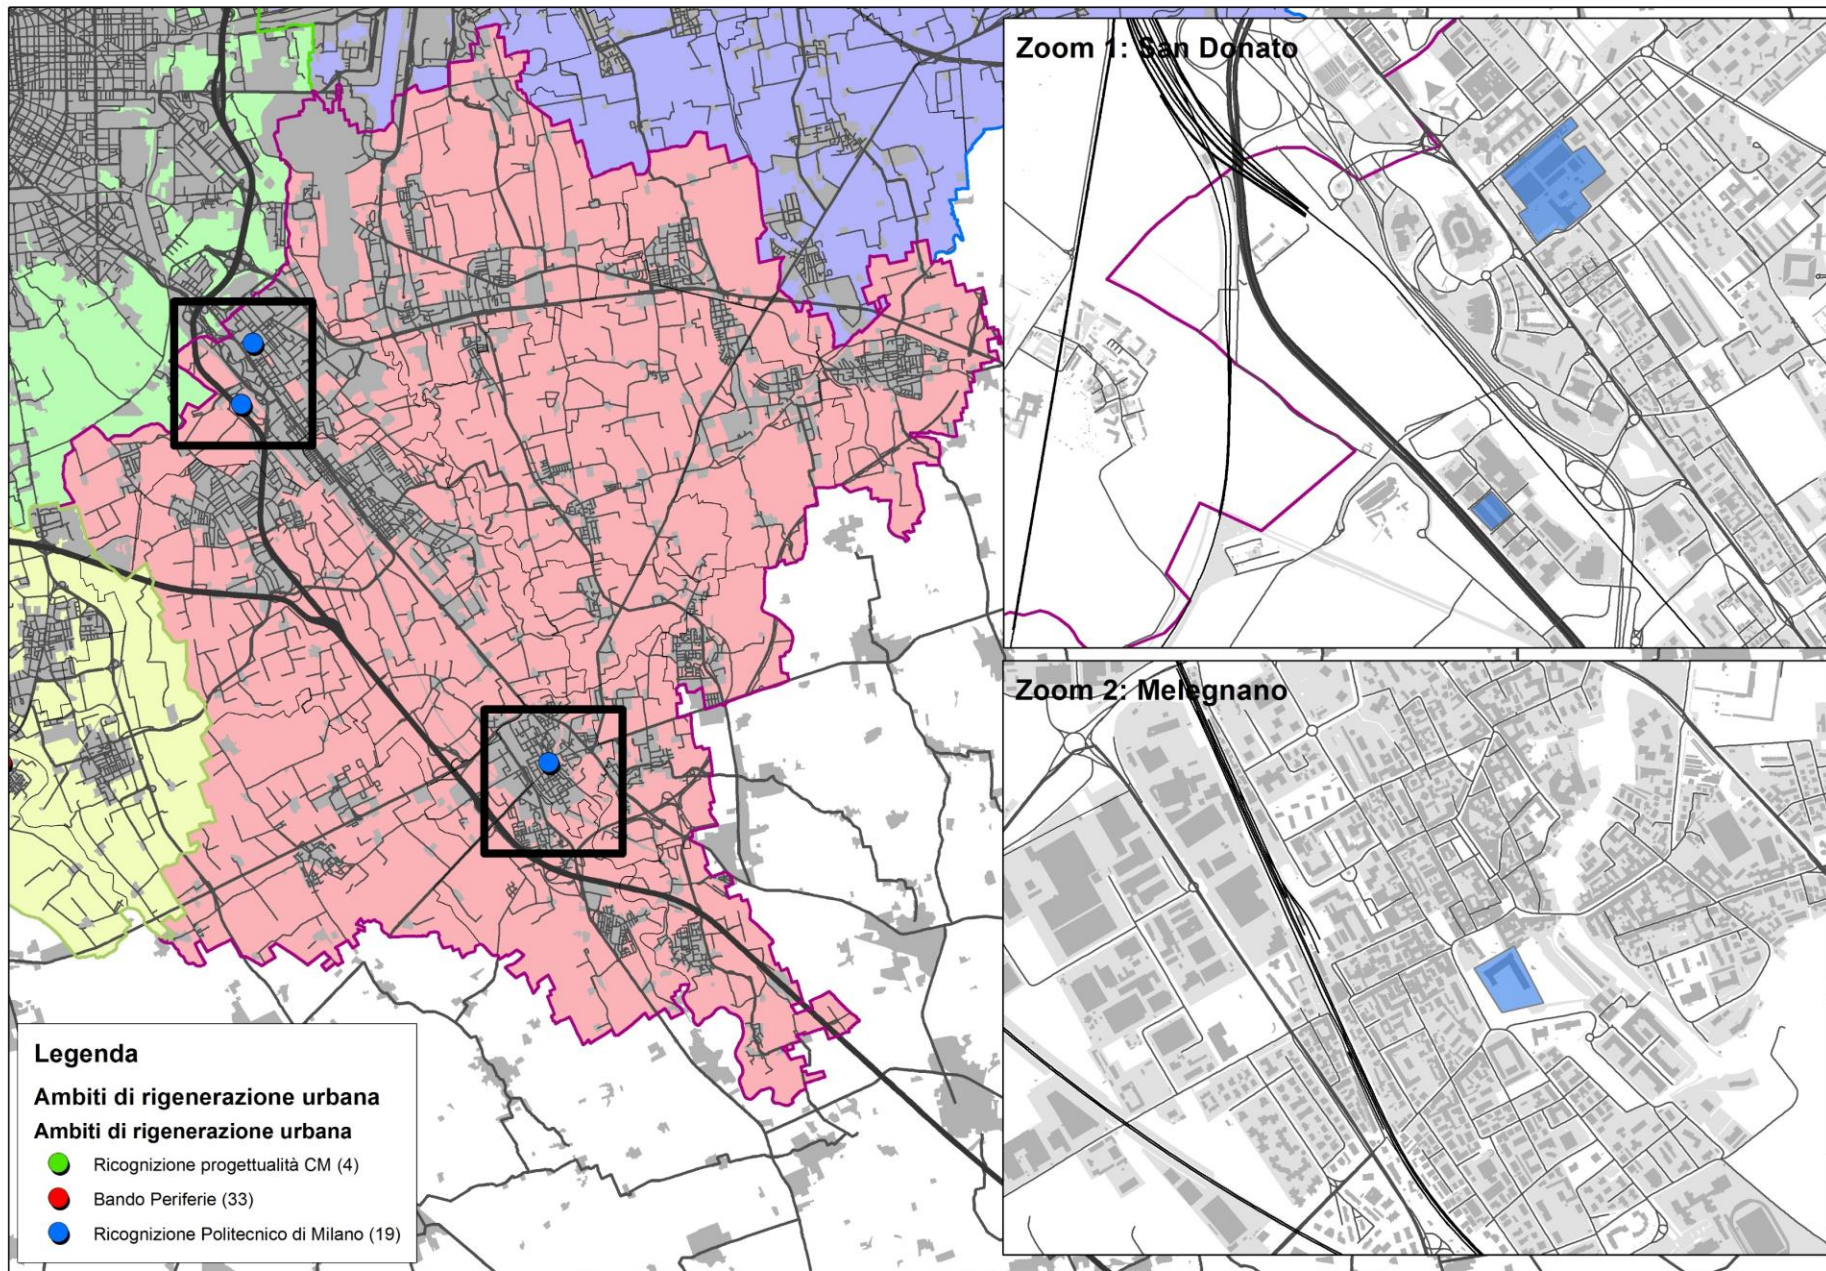 Zoom 1: San Donato
Zoom 2: Melegnano
Legenda
Ambiti di rigenerazione urbana
Ambiti di rigenerazione urbana
Ricognizione progettualità CM (4)
Bando Periferie (33)
Ricognizione Politecnico di Milano (19)